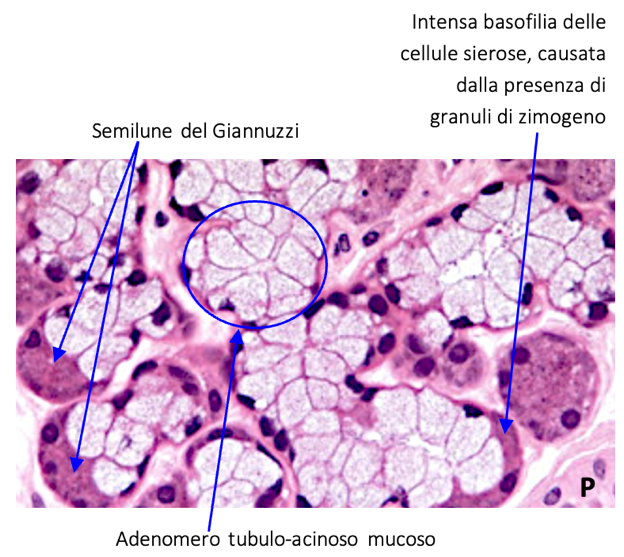 Intensa basofilia delle
cellule sierose, causata
dalla presenza di
granuli di zimogeno
Semilune del Giannuzzi
P
Adenomero tubulo-acinoso mucoso